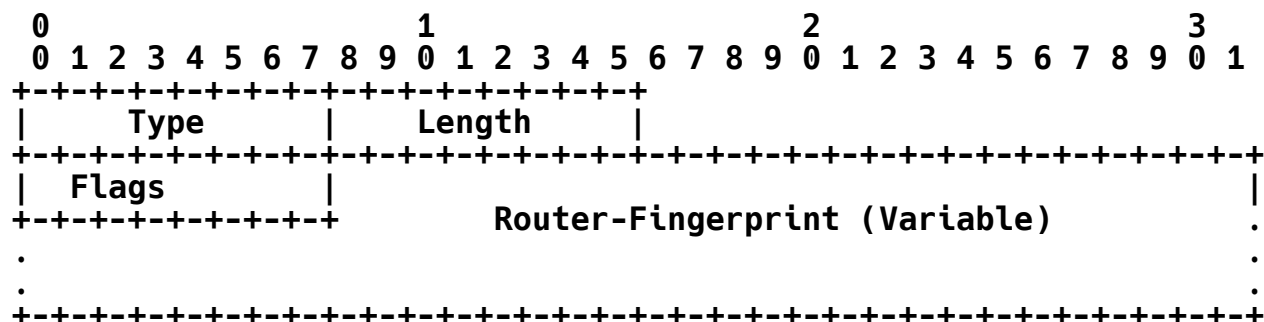 0                   1                   2                   3
 0 1 2 3 4 5 6 7 8 9 0 1 2 3 4 5 6 7 8 9 0 1 2 3 4 5 6 7 8 9 0 1
+-+-+-+-+-+-+-+-+-+-+-+-+-+-+-+-+
|     Type      |    Length     |
+-+-+-+-+-+-+-+-+-+-+-+-+-+-+-+-+-+-+-+-+-+-+-+-+-+-+-+-+-+-+-+-+
|  Flags        |                                               |
+-+-+-+-+-+-+-+-+        Router-Fingerprint (Variable)          .
.                                                               .
.                                                               .
+-+-+-+-+-+-+-+-+-+-+-+-+-+-+-+-+-+-+-+-+-+-+-+-+-+-+-+-+-+-+-+-+